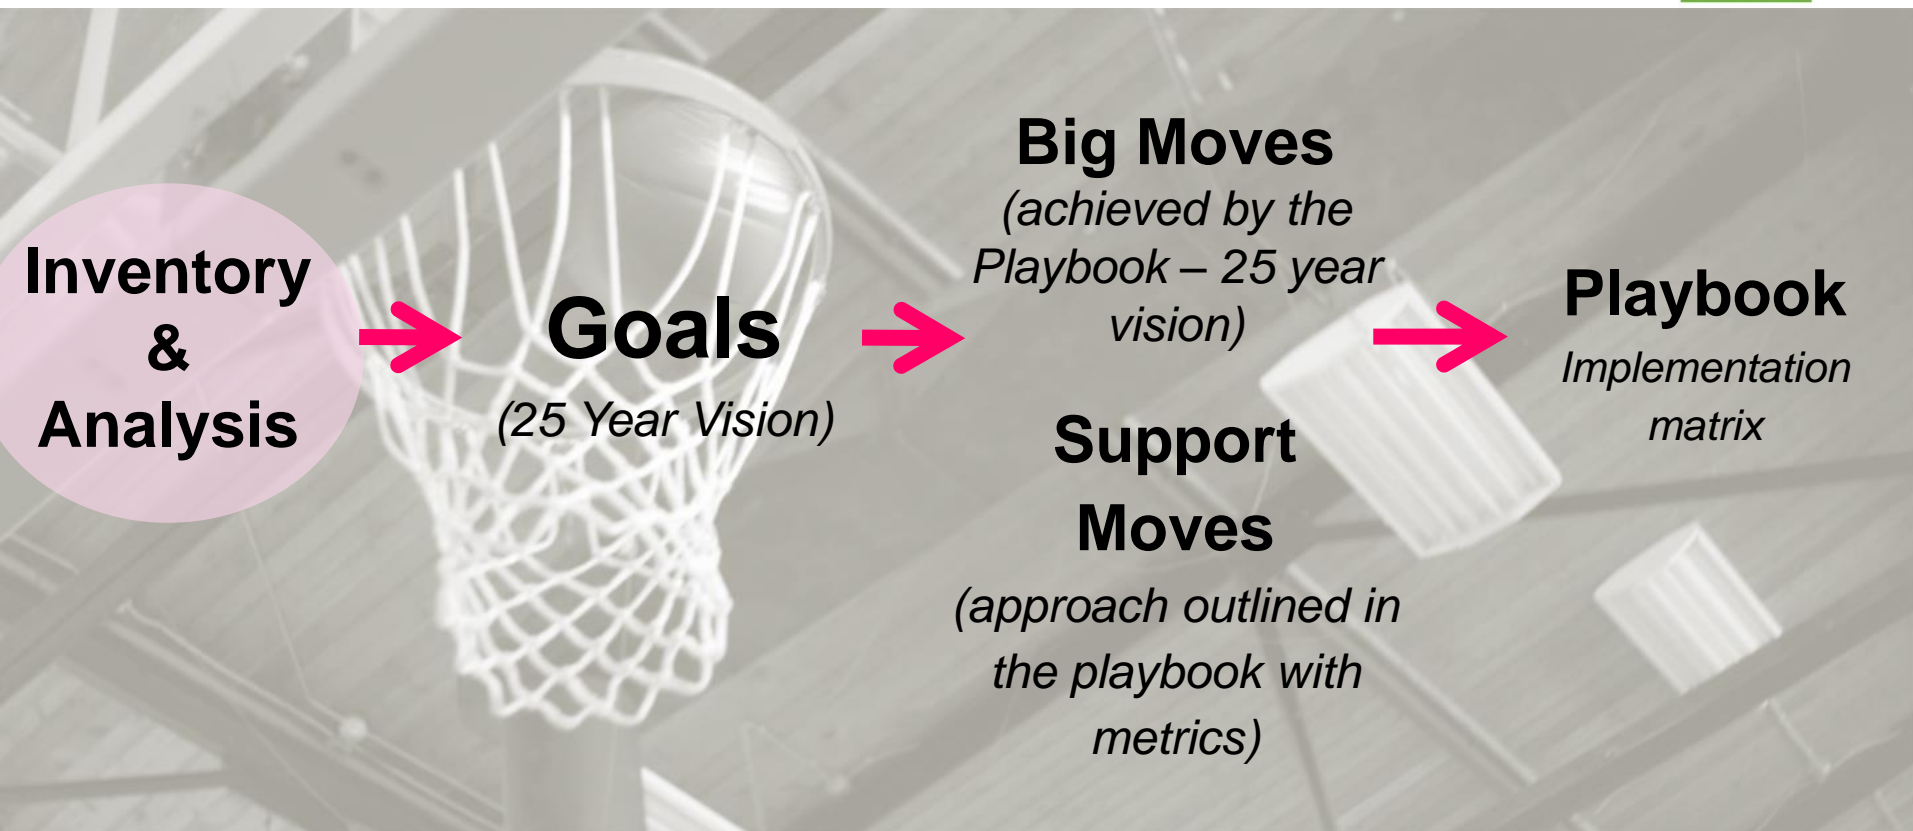 Inventory
&
Analysis
Goals
(25 Year Vision)
Big Moves
(achieved by the
Playbook – 25 year
vision)
Support
Moves
(approach outlined in
the playbook with
metrics)
Playbook
Implementation
matrix